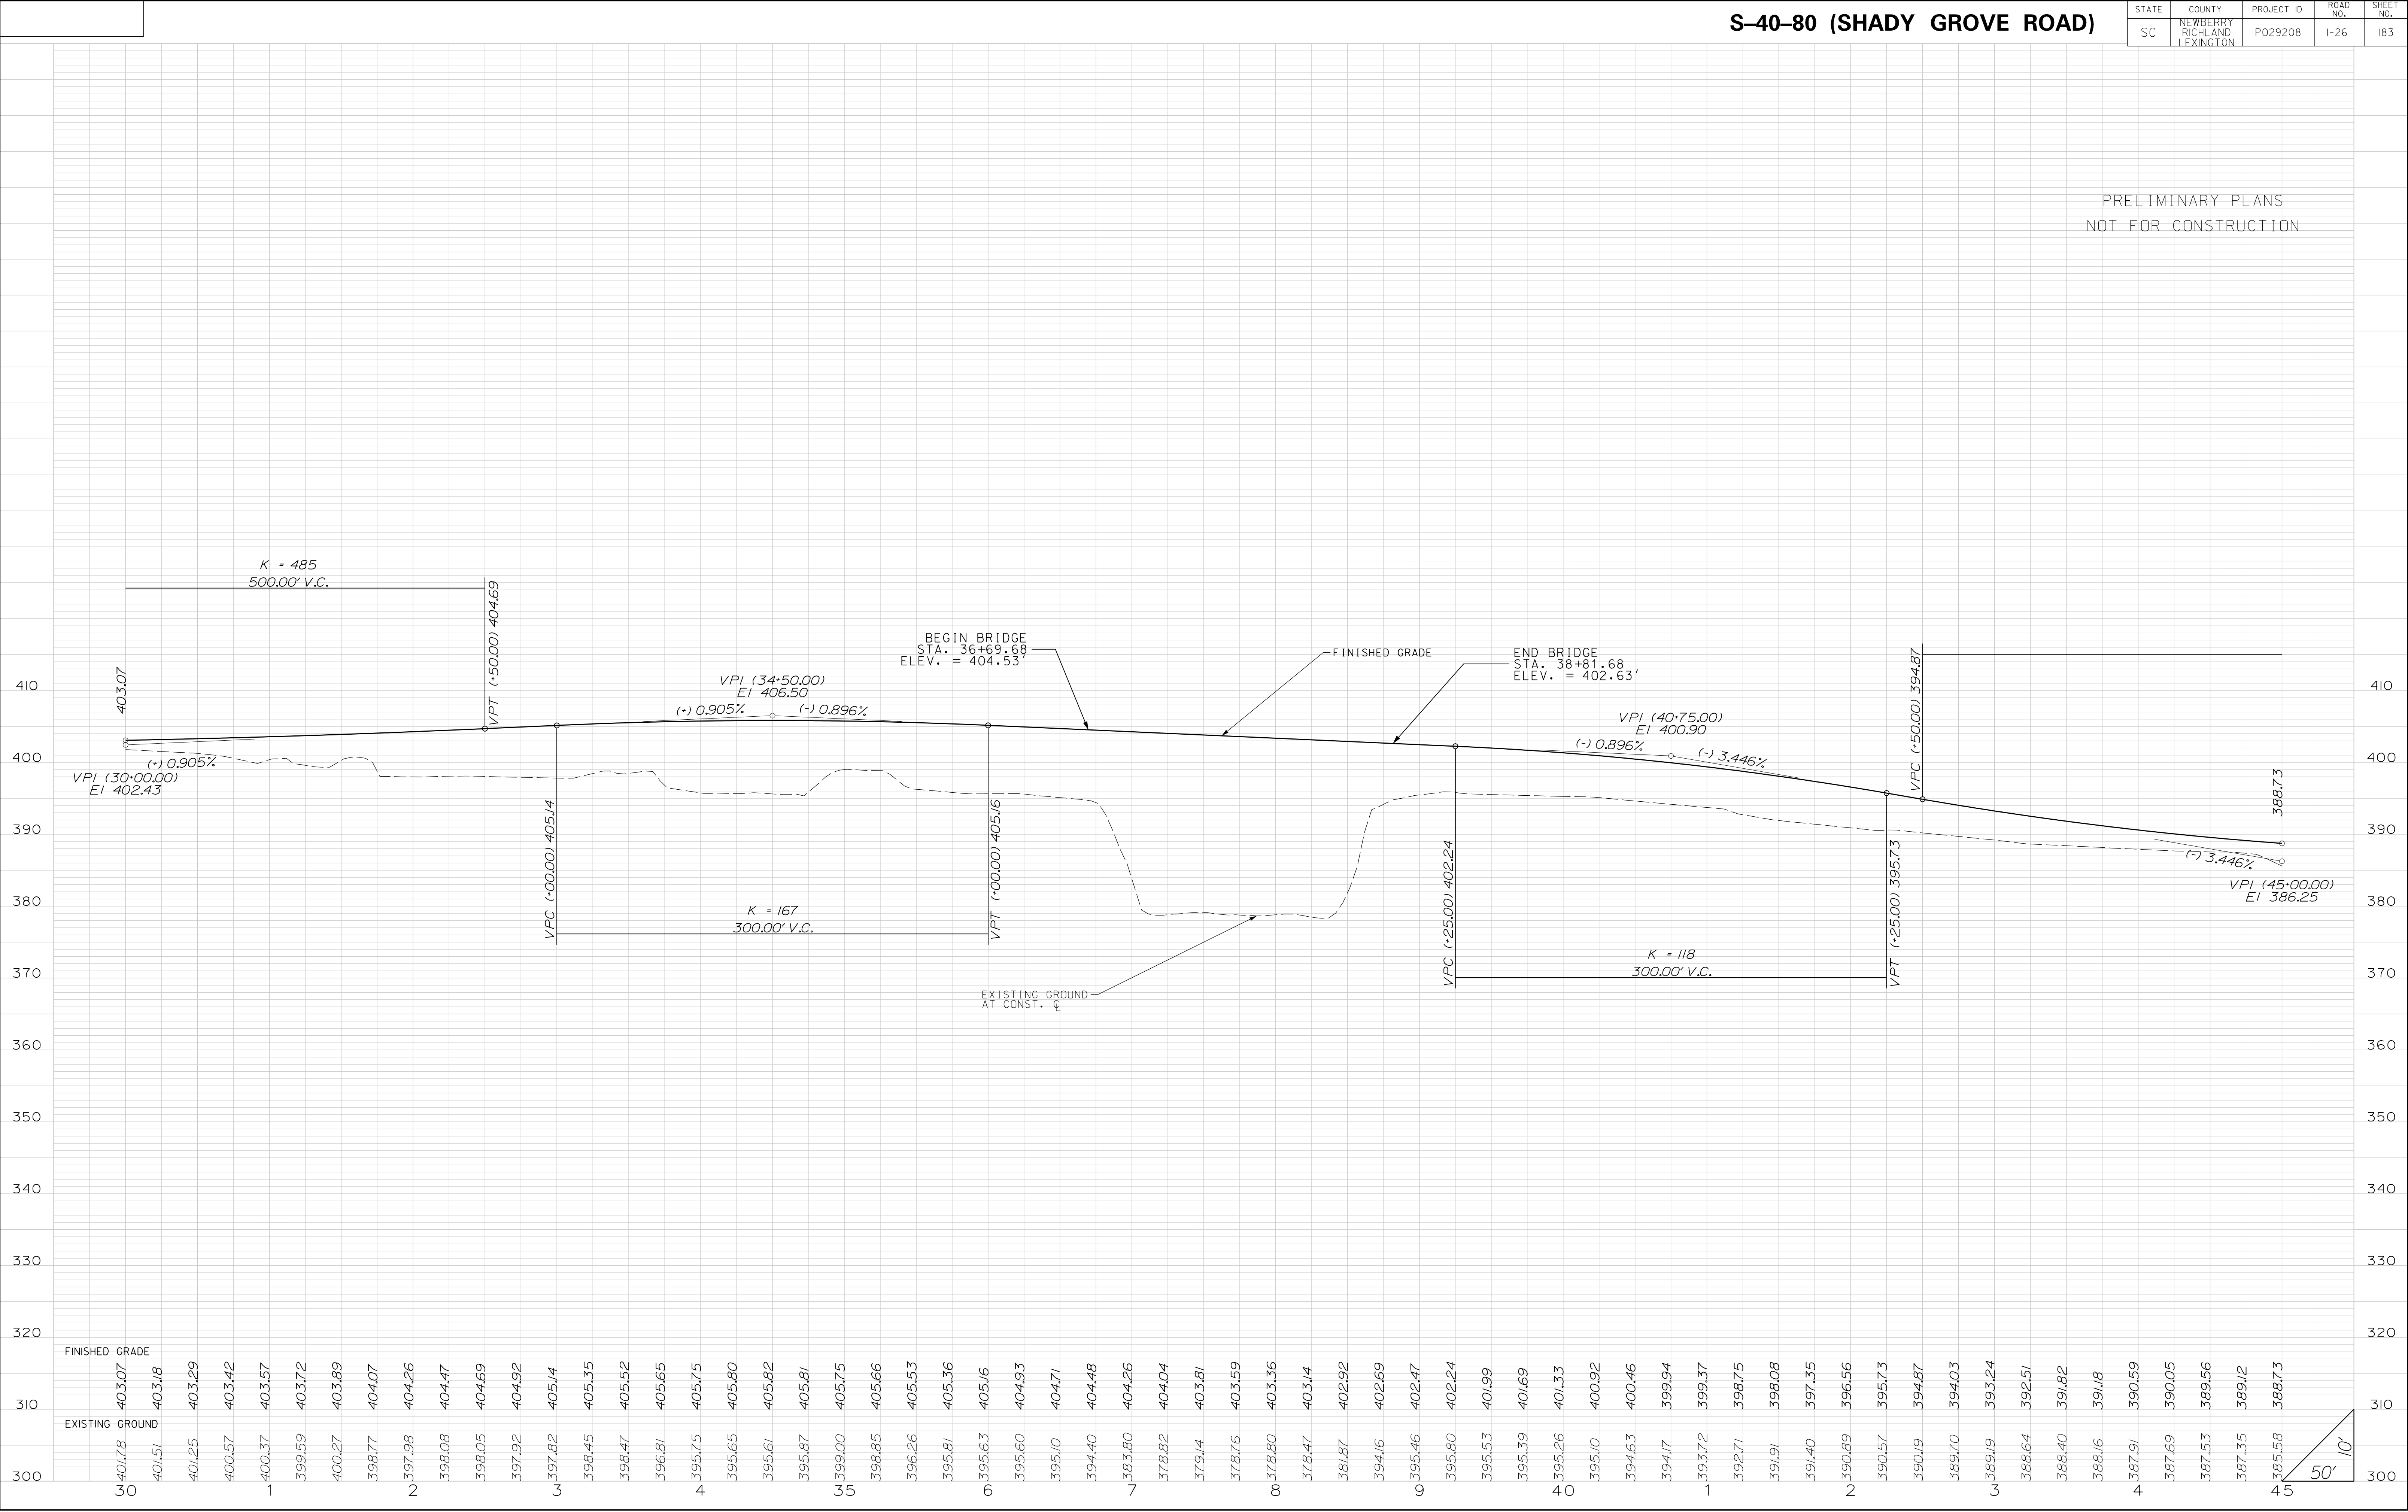 S–40–80 (SHADY GROVE ROAD)
STATE COUNTY PROJECT ID ROAD NO. SHEET NO.
SC NEWBERRY RICHLAND LEXINGTON P029208 I-26 183
PRELIMINARY PLANS
NOT FOR CONSTRUCTION
K = 485
500.00' V.C.
VPT (+50.00) 404.69
403.07
VPI (30+00.00)
El 402.43
(+) 0.905%
VPI (34+50.00)
El 406.50
(+) 0.905% (-) 0.896%
BEGIN BRIDGE
STA. 36+69.68
ELEV. = 404.53'
FINISHED GRADE
END BRIDGE
STA. 38+81.68
ELEV. = 402.63'
VPI (40+75.00)
El 400.90
(-) 0.896% (-) 3.446%
VPC (+50.00) 394.87
388.73
(-) 3.446%
VPI (45+00.00)
El 386.25
VPC (+00.00) 405.14
K = 167
300.00' V.C.
VPT (+00.00) 405.16
VPC (+25.00) 402.24
K = 118
300.00' V.C.
VPT (+25.00) 395.73
EXISTING GROUND
AT CONST. ℄
410 410
400 400
390 390
380 380
370 370
360 360
350 350
340 340
330 330
320 320
310 310
300 300
FINISHED GRADE
403.07 403.18 403.29 403.42 403.57 403.72 403.89 404.07 404.26 404.47 404.69 404.92 405.14 405.35 405.52 405.65 405.75 405.80 405.82 405.81 405.75 405.66 405.53 405.36 405.16 404.93 404.71 404.48 404.26 404.04 403.81 403.59 403.36 403.14 402.92 402.69 402.47 402.24 401.99 401.69 401.33 400.92 400.46 399.94 399.37 398.75 398.08 397.35 396.56 395.73 394.87 394.03 393.24 392.51 391.82 391.18 390.59 390.05 389.56 389.12 388.73
EXISTING GROUND
401.78 401.51 401.25 400.57 400.37 399.59 400.27 398.77 397.98 398.08 398.05 397.92 397.82 398.45 398.47 396.81 395.75 395.65 395.61 395.87 399.00 398.85 396.26 395.81 395.63 395.60 395.10 394.40 383.80 378.82 379.14 378.76 378.80 378.47 381.87 394.16 395.46 395.80 395.53 395.39 395.26 395.10 394.63 394.17 393.72 392.71 391.91 391.40 390.89 390.57 390.19 389.70 389.19 388.64 388.40 388.16 387.91 387.69 387.53 387.35 385.58
10'
50'
30 1 2 3 4 35 6 7 8 9 40 1 2 3 4 45